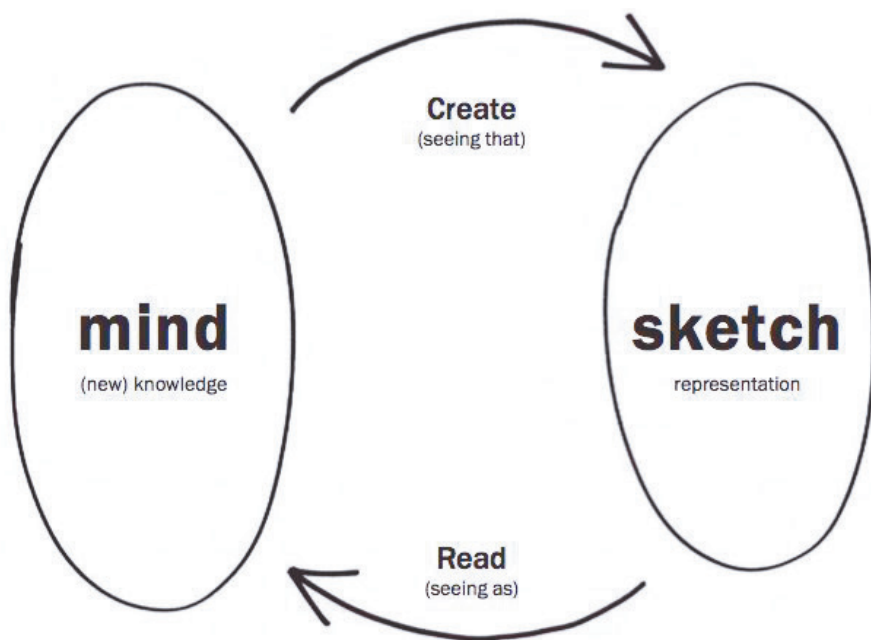 Create
(seeing that)
mind
(new) knowledge
sketch
representation
Read
(seeing as)